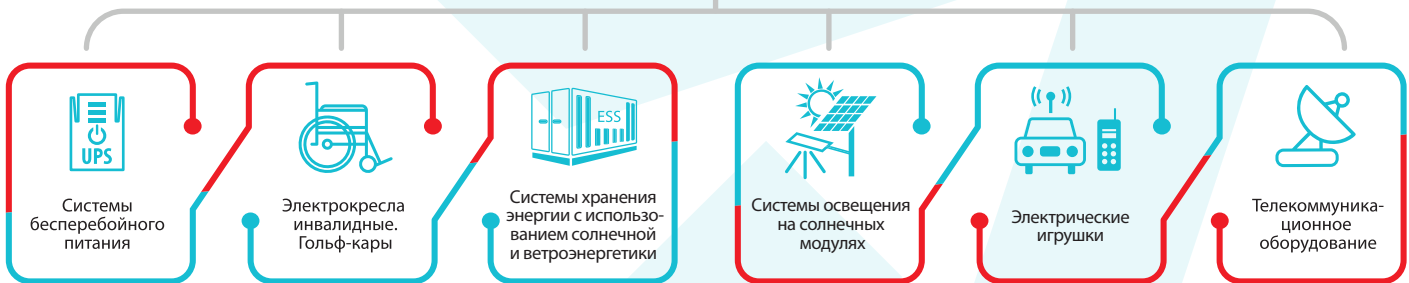 UPS
Системы
бесперебойного
питания
Электрокресла
инвалидные.
Гольф-кары
ESS
Системы хранения
энергии с использо-
ванием солнечной
и ветроэнергетики
Системы освещения
на солнечных
модулях
Электрические
игрушки
Телекоммуника-
ционное
оборудование